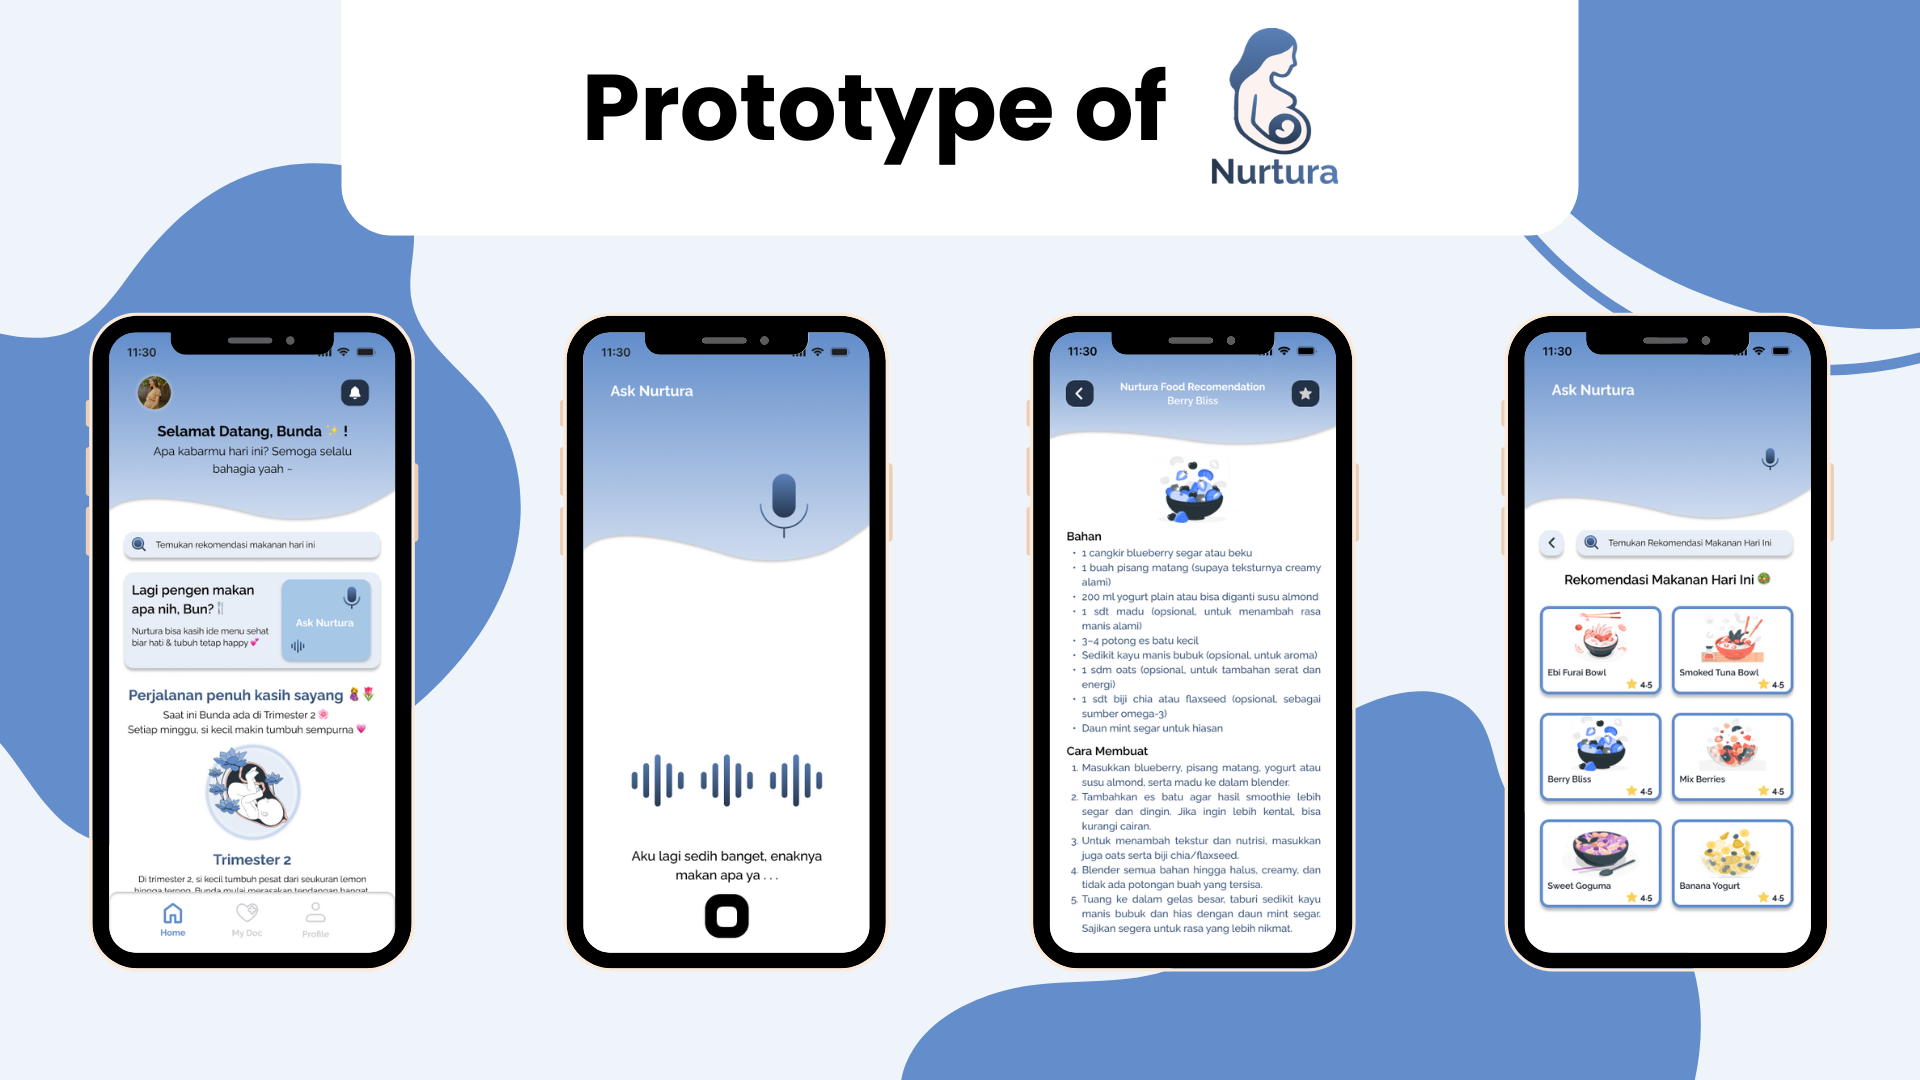 Prototype of
Nurtura
11:30
Selamat Datang, Bunda ✨ !
Apa kabarmu hari ini? Semoga selalu
bahagia yaah ~
Temukan rekomendasi makanan hari ini
Lagi pengen makan
apa nih, Bun? 🍴
Nurtura bisa kasih ide menu sehat
biar hati & tubuh tetap happy 💕
Ask Nurtura
Perjalanan penuh kasih sayang 🤰🌷
Saat ini Bunda ada di Trimester 2 🌸
Setiap minggu, si kecil makin tumbuh sempurna 💗
Trimester 2
Di trimester 2, si kecil tumbuh pesat dari seukuran lemon
hingga terong. Bunda mulai merasakan tendangan hangat
Home
My Doc
Profile
11:30
Ask Nurtura
Aku lagi sedih banget, enaknya
makan apa ya . . .
11:30
Nurtura Food Recomendation
Berry Bliss
Bahan
• 1 cangkir blueberry segar atau beku
• 1 buah pisang matang (supaya teksturnya creamy
alami)
• 200 ml yogurt plain atau bisa diganti susu almond
• 1 sdt madu (opsional, untuk menambah rasa
manis alami)
• 3–4 potong es batu kecil
• Sedikit kayu manis bubuk (opsional, untuk aroma)
• 1 sdm oats (opsional, untuk tambahan serat dan
energi)
• 1 sdt biji chia atau flaxseed (opsional, sebagai
sumber omega-3)
• Daun mint segar untuk hiasan
Cara Membuat
1. Masukkan blueberry, pisang matang, yogurt atau
susu almond, serta madu ke dalam blender.
2. Tambahkan es batu agar hasil smoothie lebih
segar dan dingin. Jika ingin lebih kental, bisa
kurangi cairan.
3. Untuk menambah tekstur dan nutrisi, masukkan
juga oats serta biji chia/flaxseed.
4. Blender semua bahan hingga halus, creamy, dan
tidak ada potongan buah yang tersisa.
5. Tuang ke dalam gelas besar, taburi sedikit kayu
manis bubuk dan hias dengan daun mint segar.
Sajikan segera untuk rasa yang lebih nikmat.
11:30
Ask Nurtura
Temukan Rekomendasi Makanan Hari Ini
Rekomendasi Makanan Hari Ini 🥗
Ebi Furai Bowl
⭐ 4.5
Smoked Tuna Bowl
⭐ 4.5
Berry Bliss
⭐ 4.5
Mix Berries
⭐ 4.5
Sweet Goguma
⭐ 4.5
Banana Yogurt
⭐ 4.5